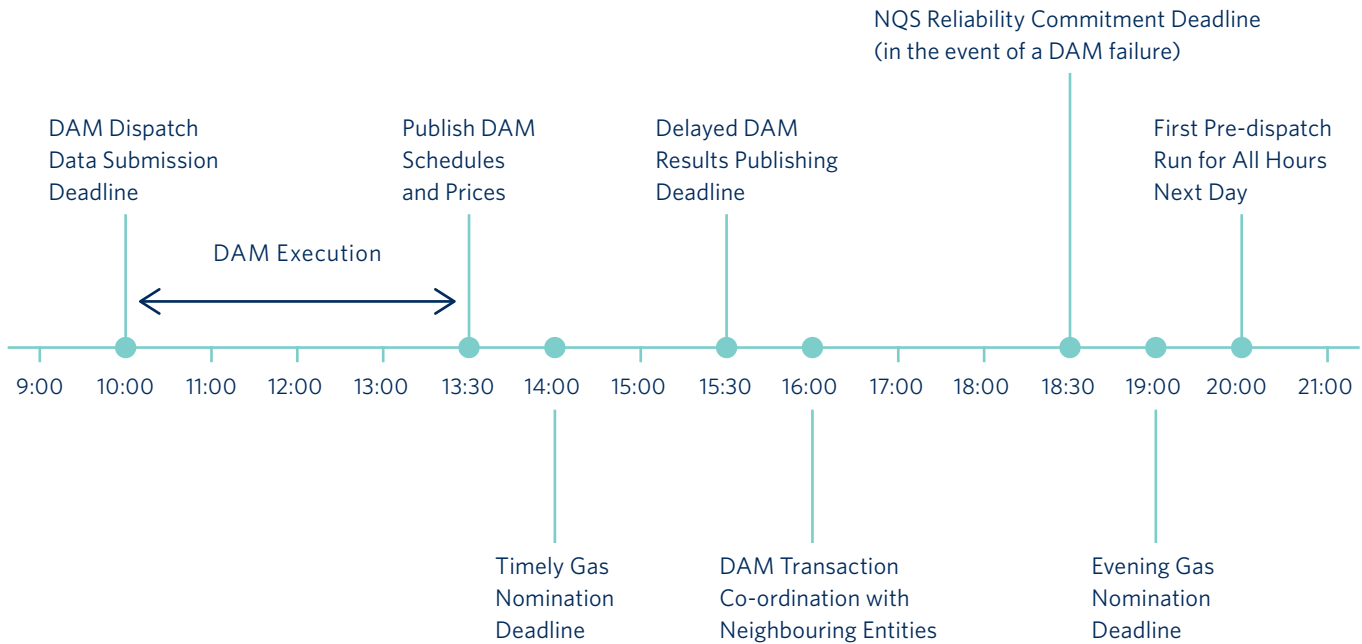 NQS Reliability Commitment Deadline
(in the event of a DAM failure)
DAM Dispatch
Data Submission
Deadline
Publish DAM
Schedules
and Prices
Delayed DAM
Results Publishing
Deadline
First Pre-dispatch
Run for All Hours
Next Day
DAM Execution
9:00 10:00 11:00 12:00 13:00 13:30 14:00 15:00 15:30 16:00 17:00 18:00 18:30 19:00 20:00 21:00
Timely Gas
Nomination
Deadline
DAM Transaction
Co-ordination with
Neighbouring Entities
Evening Gas
Nomination
Deadline